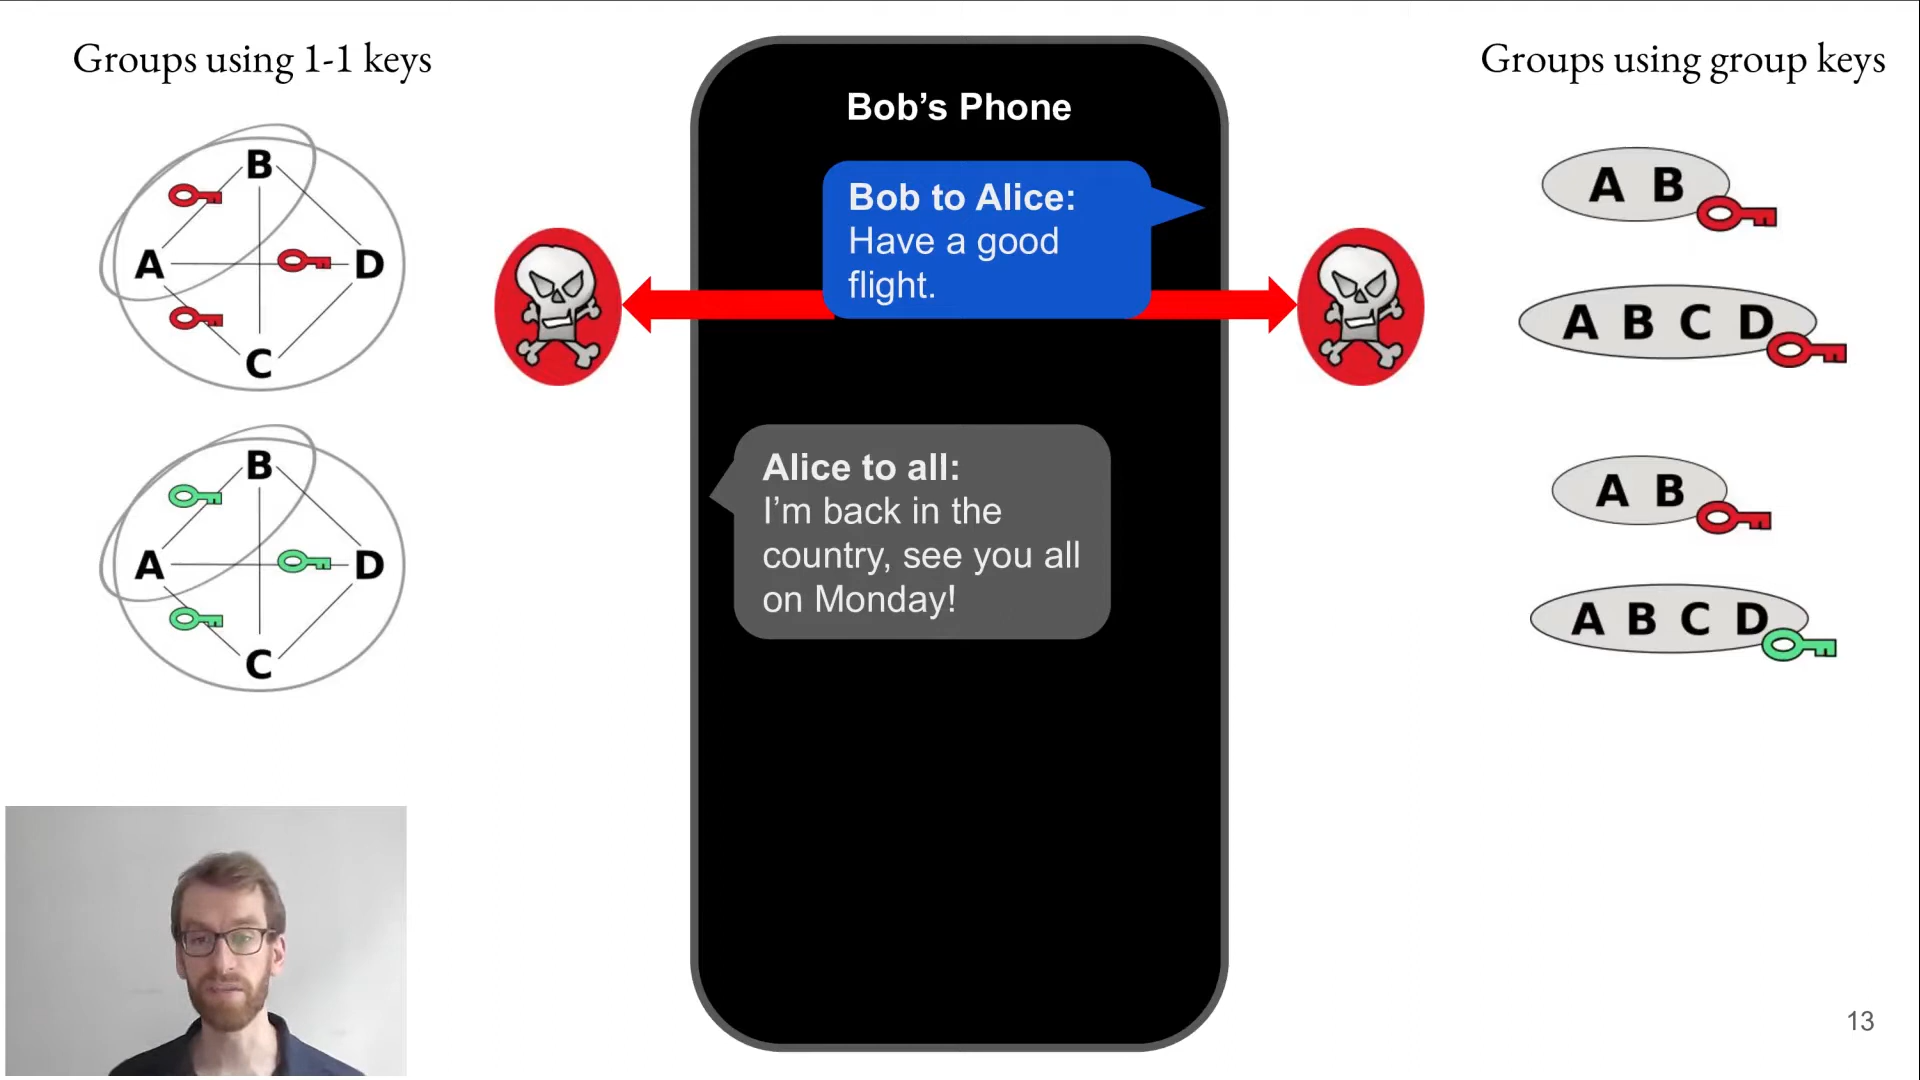 Groups using 1-1 keys
B
A
D
C
B
A
D
C
Bob’s Phone
Bob to Alice:
Have a good
flight.
Alice to all:
I’m back in the
country, see you all
on Monday!
Groups using group keys
A B
A B C D
A B
A B C D
13